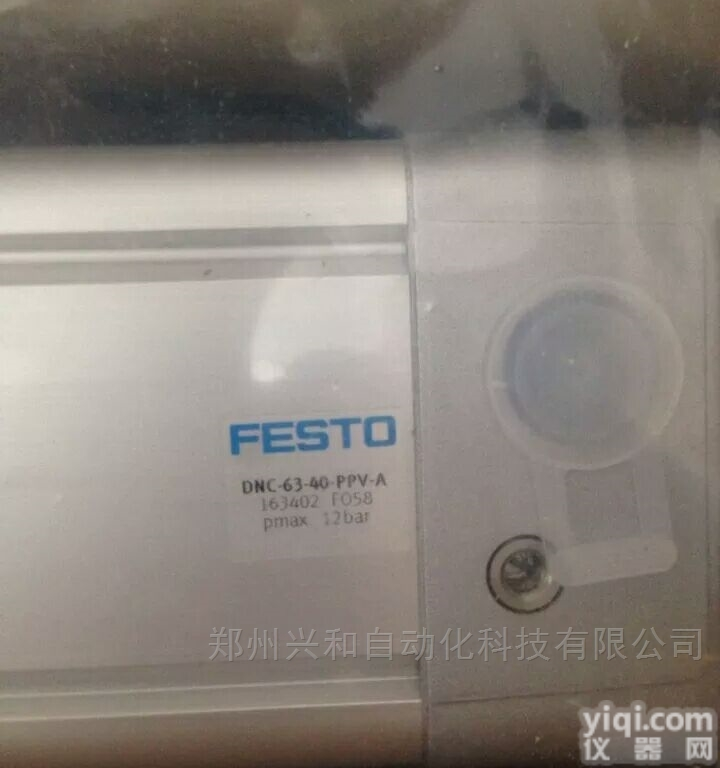 FESTO
DNC-63-40-PPV-A
163402 FO58
pmax 12bar
郑州兴和自动化科技有限公司
yiqi.com
仪器网